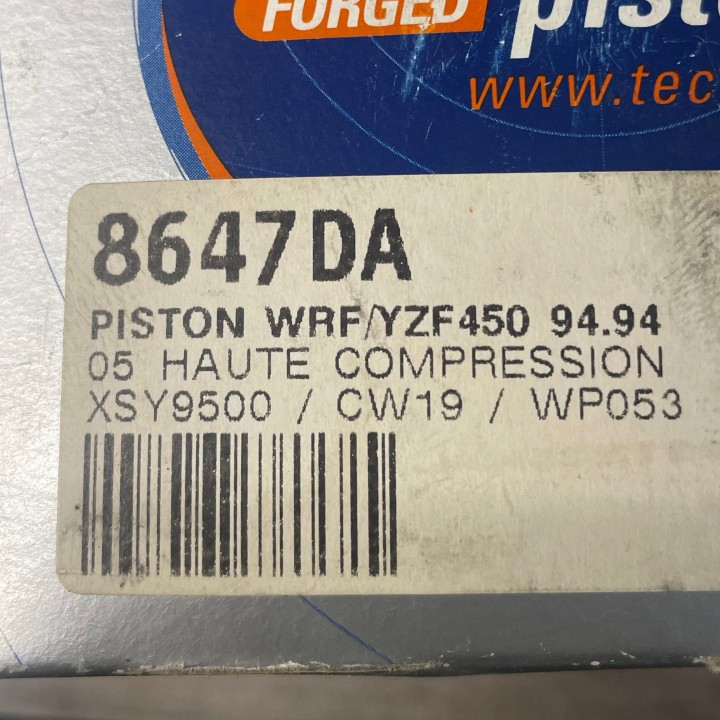 FORGED
www.tec
8647DA
PISTON WRF/YZF450 94.94
05 HAUTE COMPRESSION
XSY9500 / CW19 / WP053